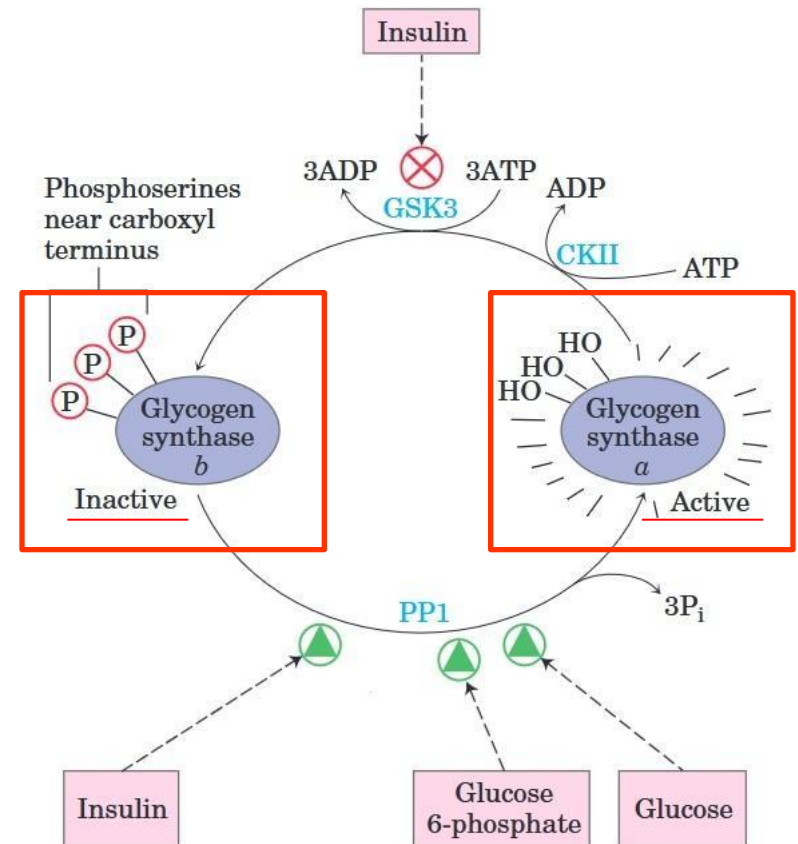 Insulin
3ADP
3ATP
GSK3
ADP
CKII
ATP
Phosphoserines
near carboxyl
terminus
P
P
P
Glycogen
synthase
b
Inactive
HO
HO
HO
Glycogen
synthase
a
Active
PP1
3Pi
Insulin
Glucose
6-phosphate
Glucose